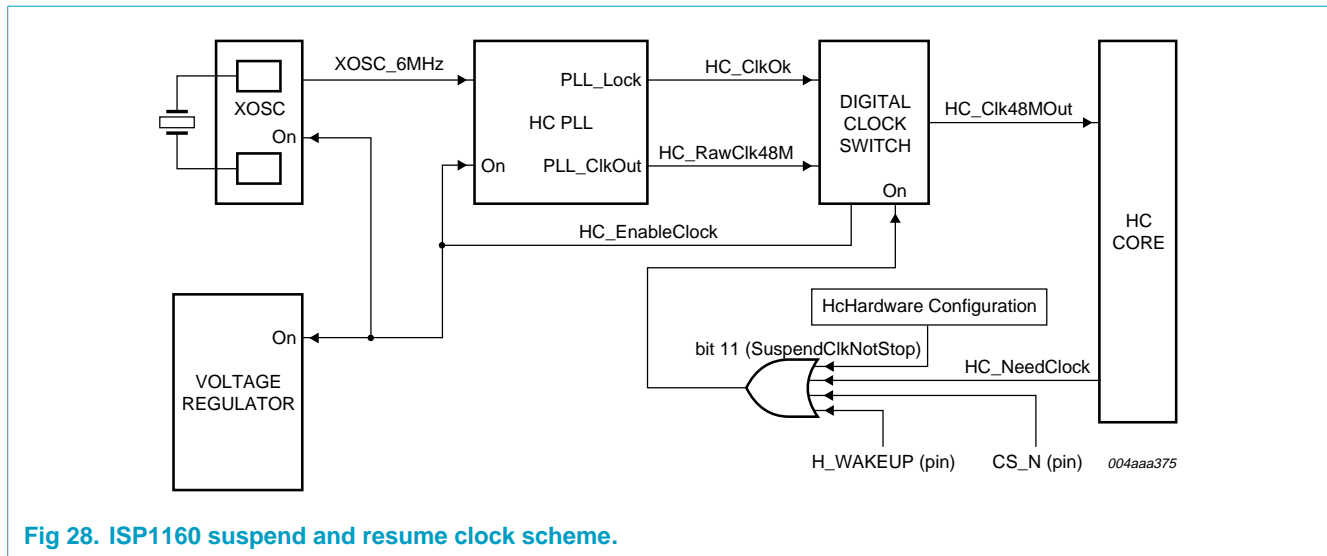 XOSC_6MHz
XOSC
On
PLL_Lock
HC PLL
On
PLL_ClkOut
HC_ClkOk
HC_RawClk48M
DIGITAL
CLOCK
SWITCH
On
HC_Clk48MOut
HC
CORE
HC_EnableClock
On
VOLTAGE
REGULATOR
HcHardware Configuration
bit 11 (SuspendClkNotStop)
HC_NeedClock
H_WAKEUP (pin)
CS_N (pin)
004aaa375
Fig 28. ISP1160 suspend and resume clock scheme.